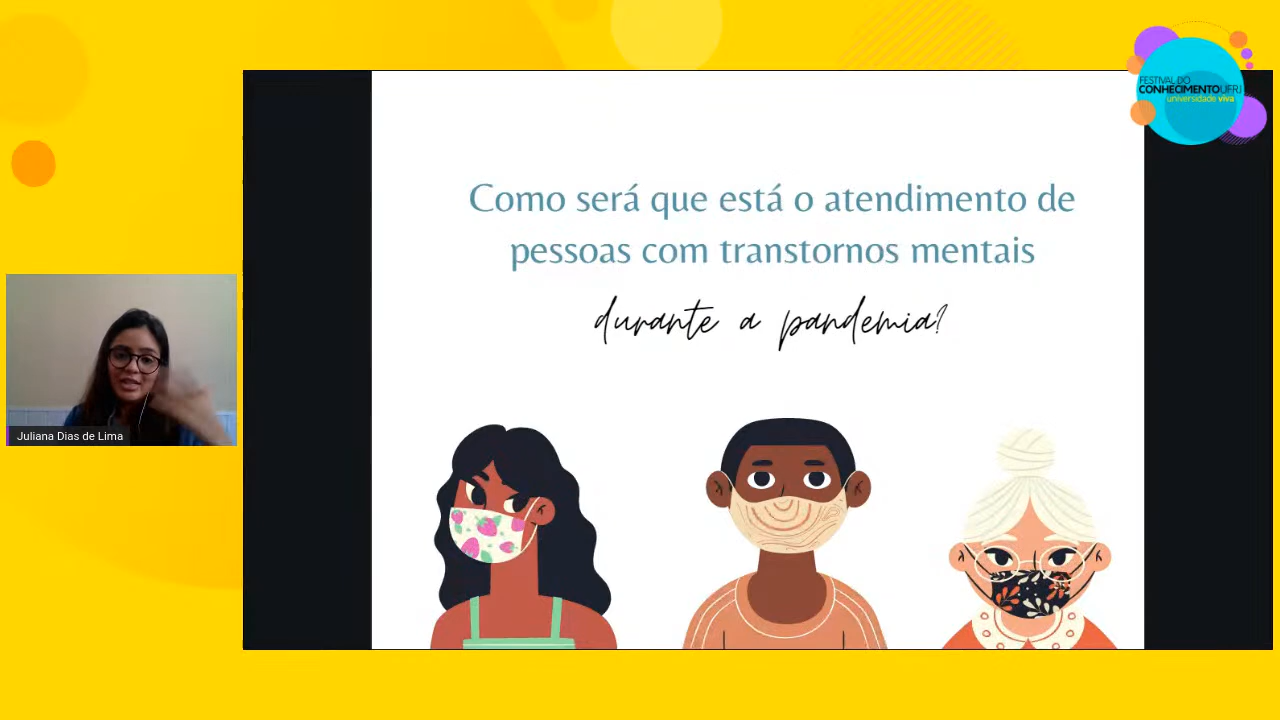 FESTIVAL DO
CONHECIMENTO UFRJ
universidade viva
Como será que está o atendimento de
pessoas com transtornos mentais
durante a pandemia?
Juliana Dias de Lima